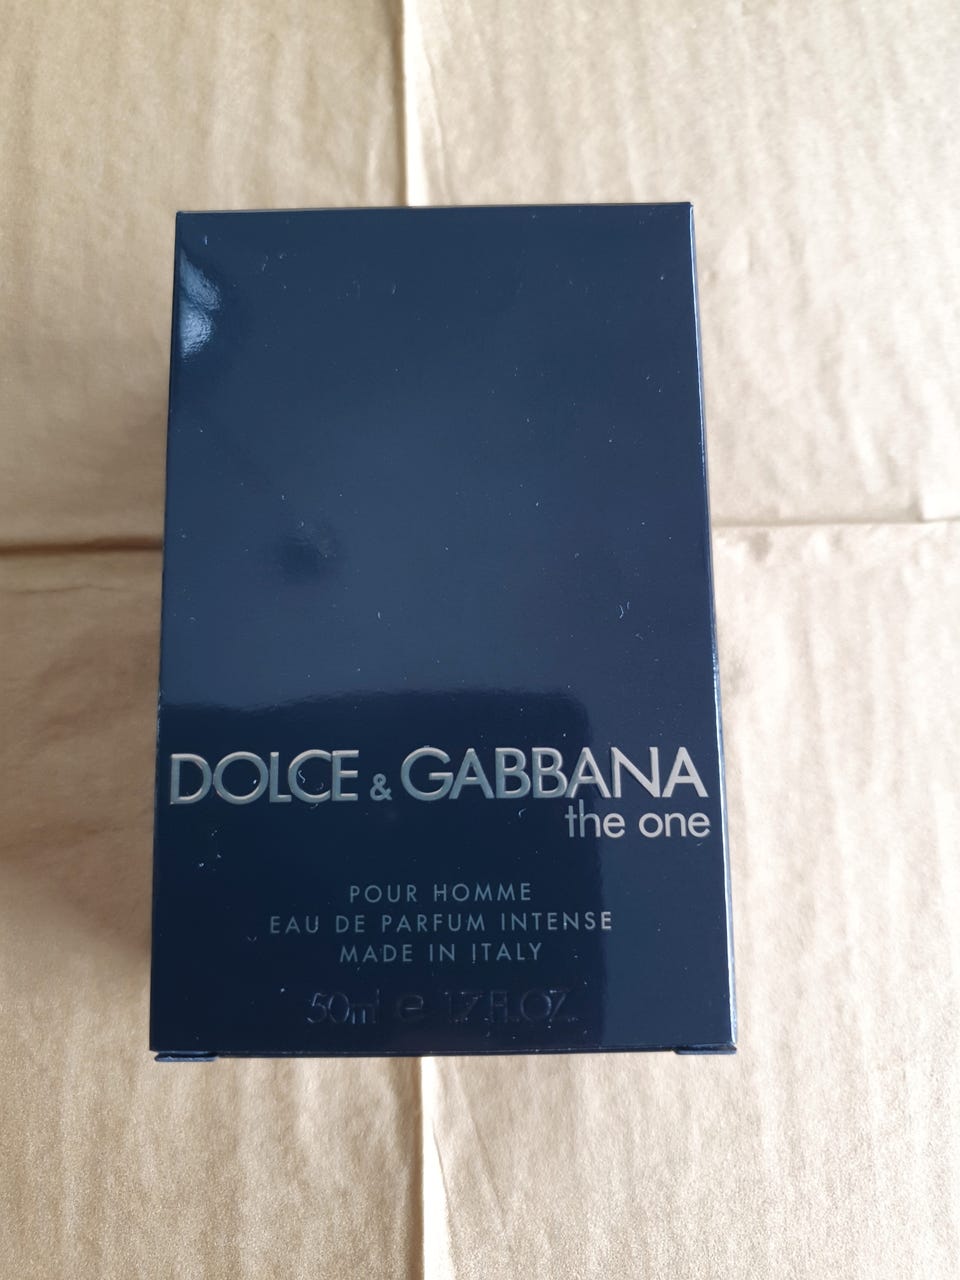 DOLCE & GABBANA
the one
POUR HOMME
EAU DE PARFUM INTENSE
MADE IN ITALY
50ml e 1.7 FL.OZ.